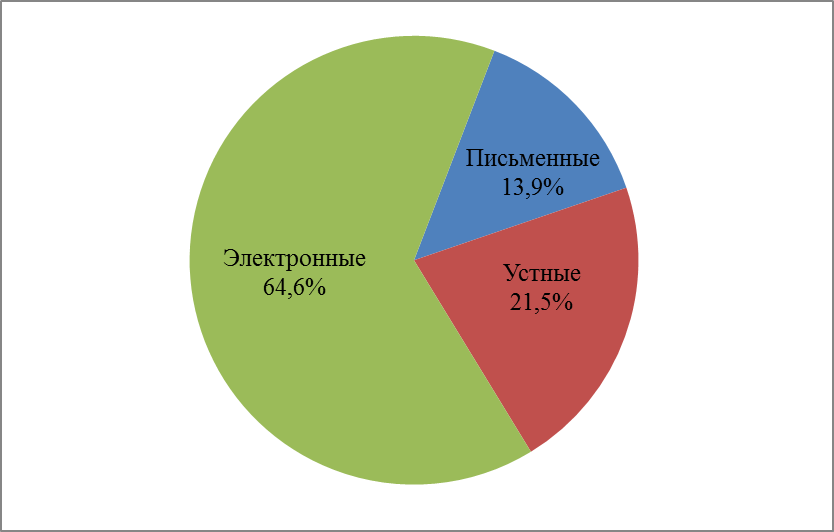 Письменные
13,9%
Электронные
64,6%
Устные
21,5%